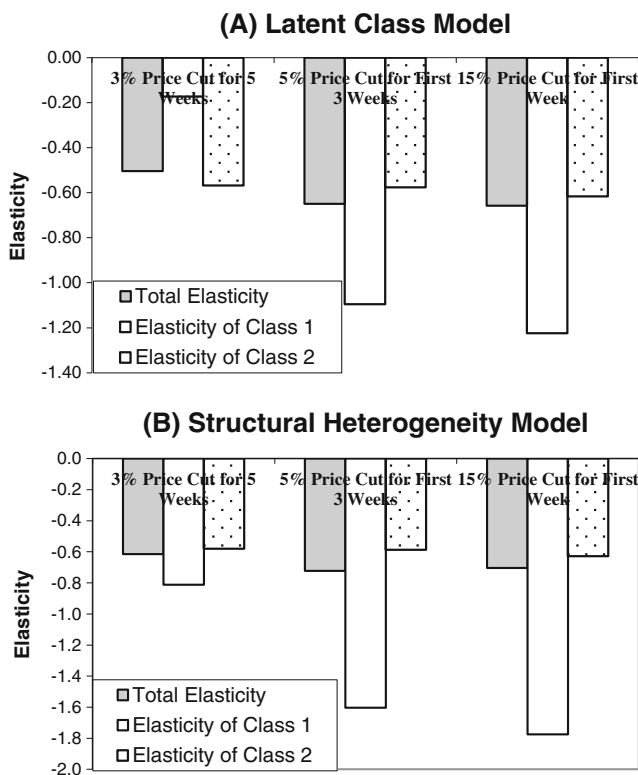 (A) Latent Class Model
0.00
-0.20
-0.40
-0.60
-0.80
-1.00
-1.20
-1.40
Elasticity
3% Price Cut for 5
Weeks
5% Price Cut for First
3 Weeks
15% Price Cut for First
Week
Total Elasticity
Elasticity of Class 1
Elasticity of Class 2
(B) Structural Heterogeneity Model
0.0
-0.2
-0.4
-0.6
-0.8
-1.0
-1.2
-1.4
-1.6
-1.8
-2.0
Elasticity
3% Price Cut for 5
Weeks
5% Price Cut for First
3 Weeks
15% Price Cut for First
Week
Total Elasticity
Elasticity of Class 1
Elasticity of Class 2